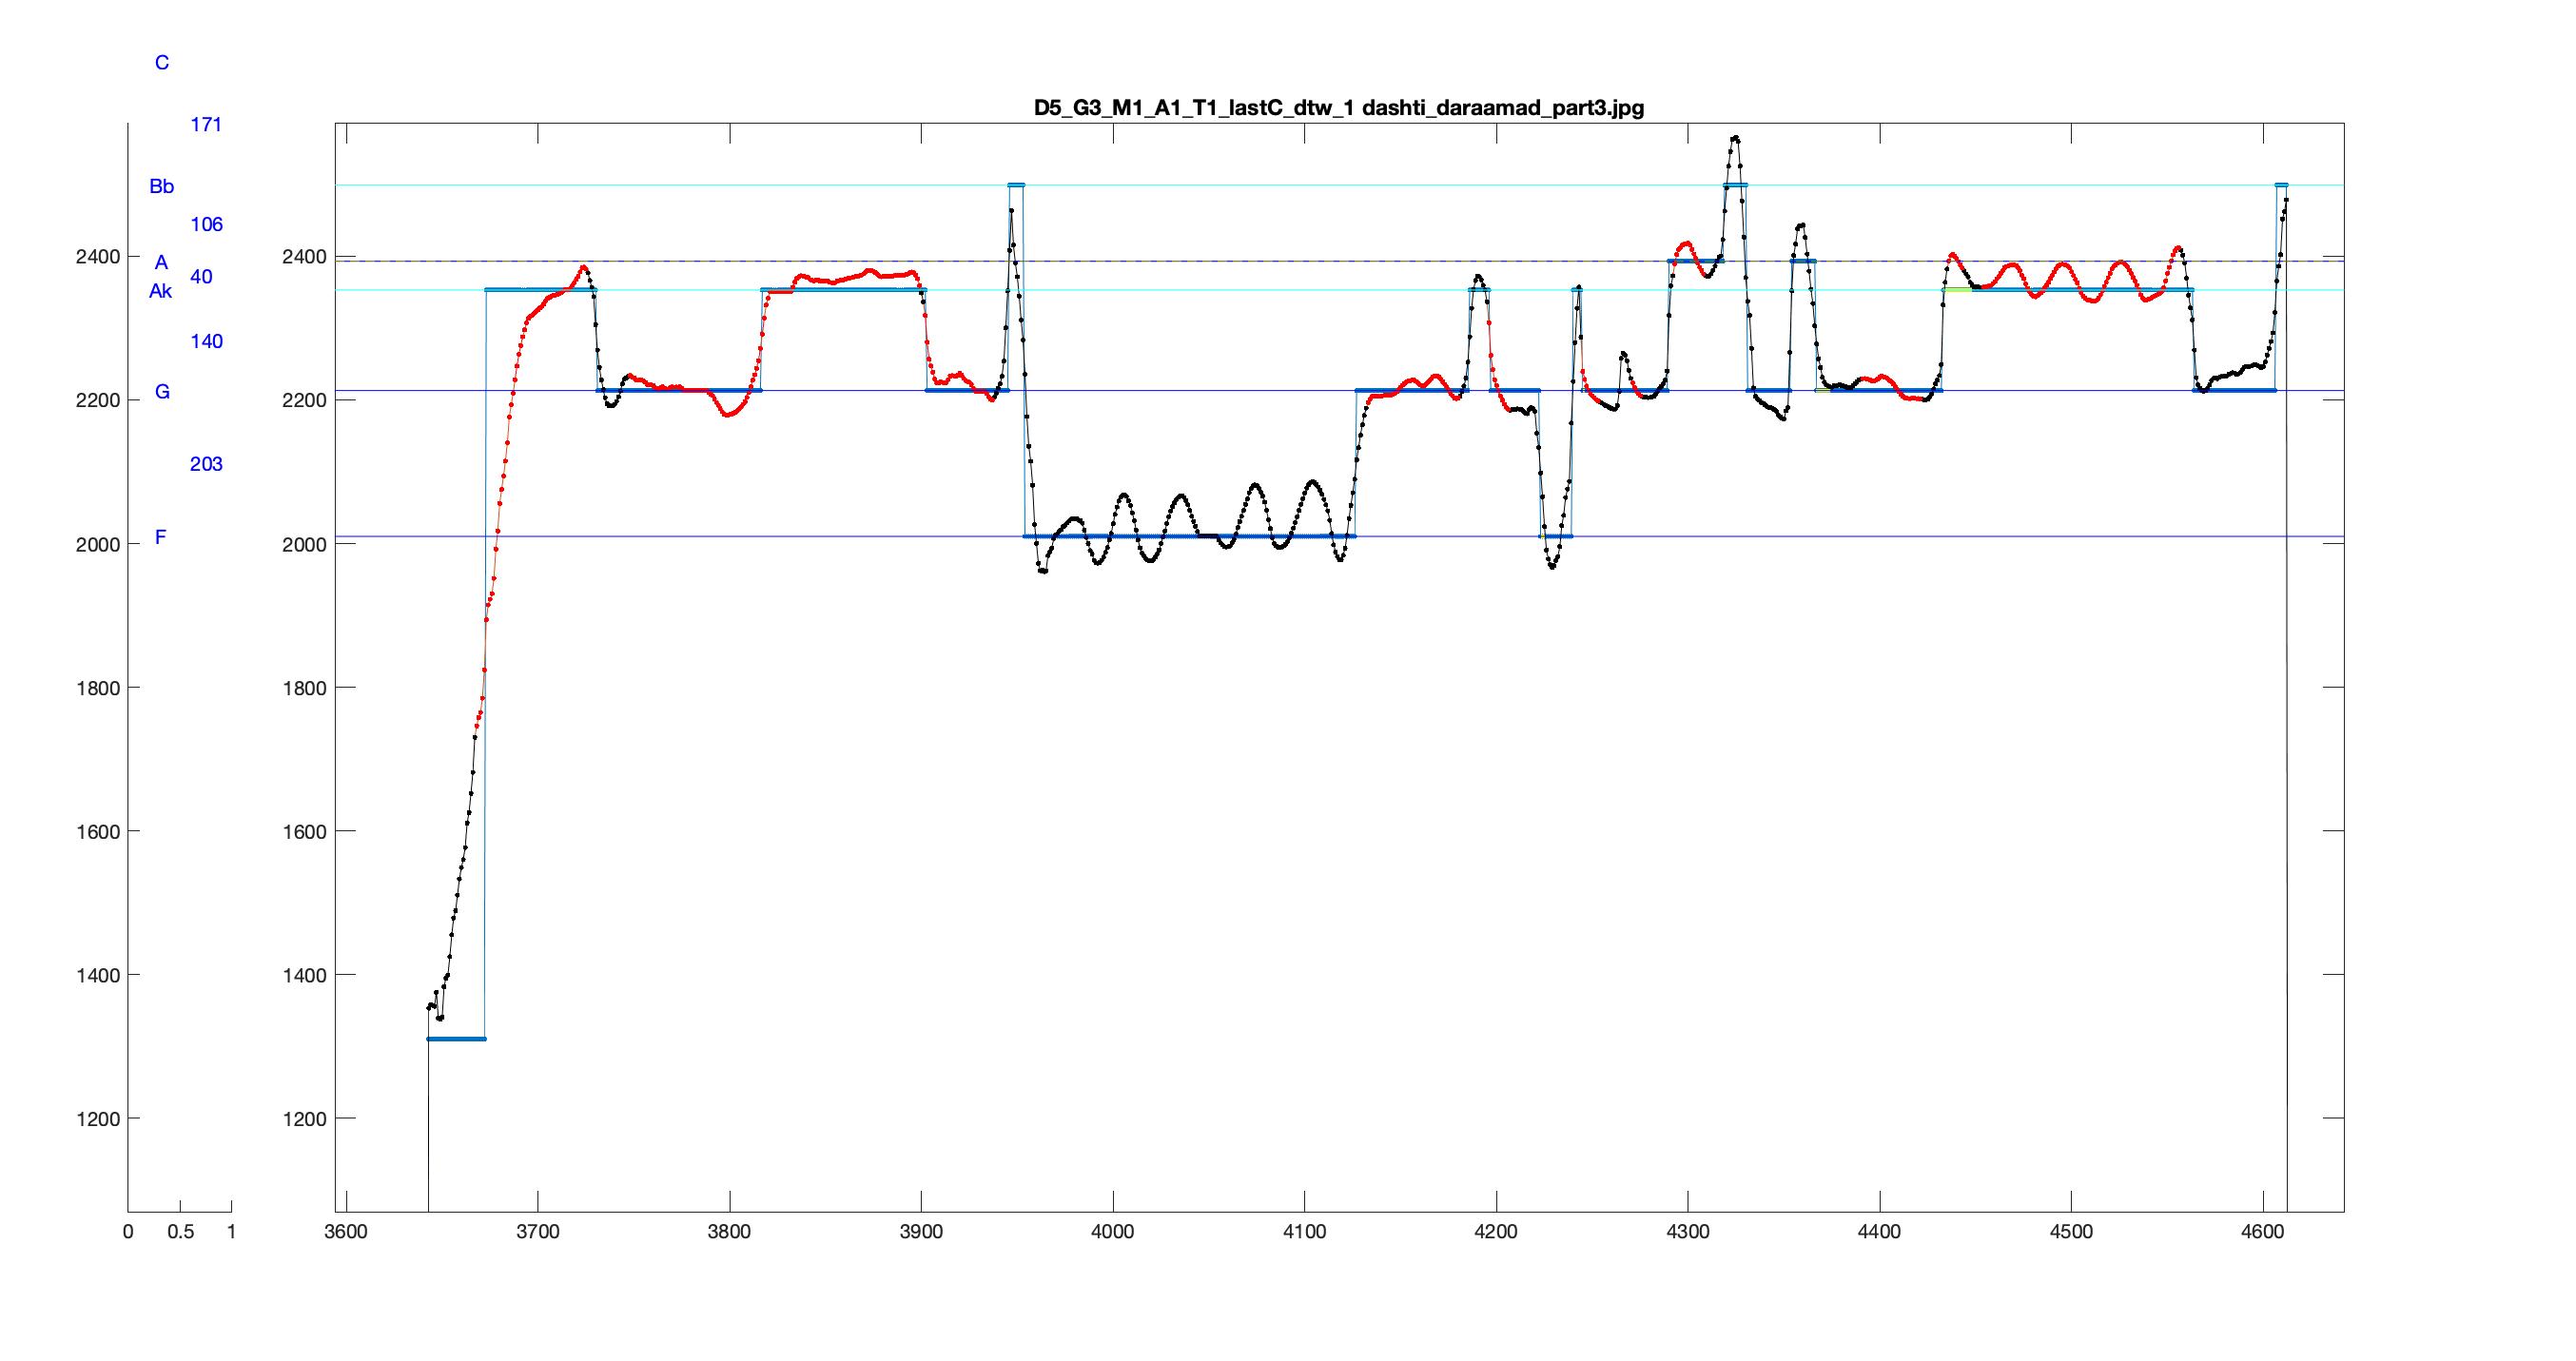 C
D5_G3_M1_A1_T1_lastC_dtw_1 dashti_daraamad_part3.jpg
171
Bb
106
2400 A 2400
40
Ak
140
2200 G 2200
203
2000 F 2000
1800 1800
1600 1600
1400 1400
1200 1200
0 0.5 1 3600 3700 3800 3900 4000 4100 4200 4300 4400 4500 4600